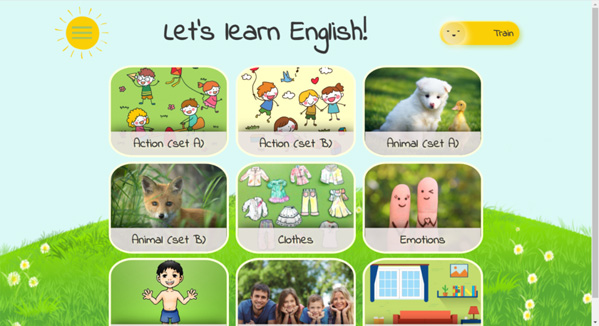 Let's learn English!
Train
Action (set A)
Action (set B)
Animal (set A)
Animal (set B)
Clothes
Emotions